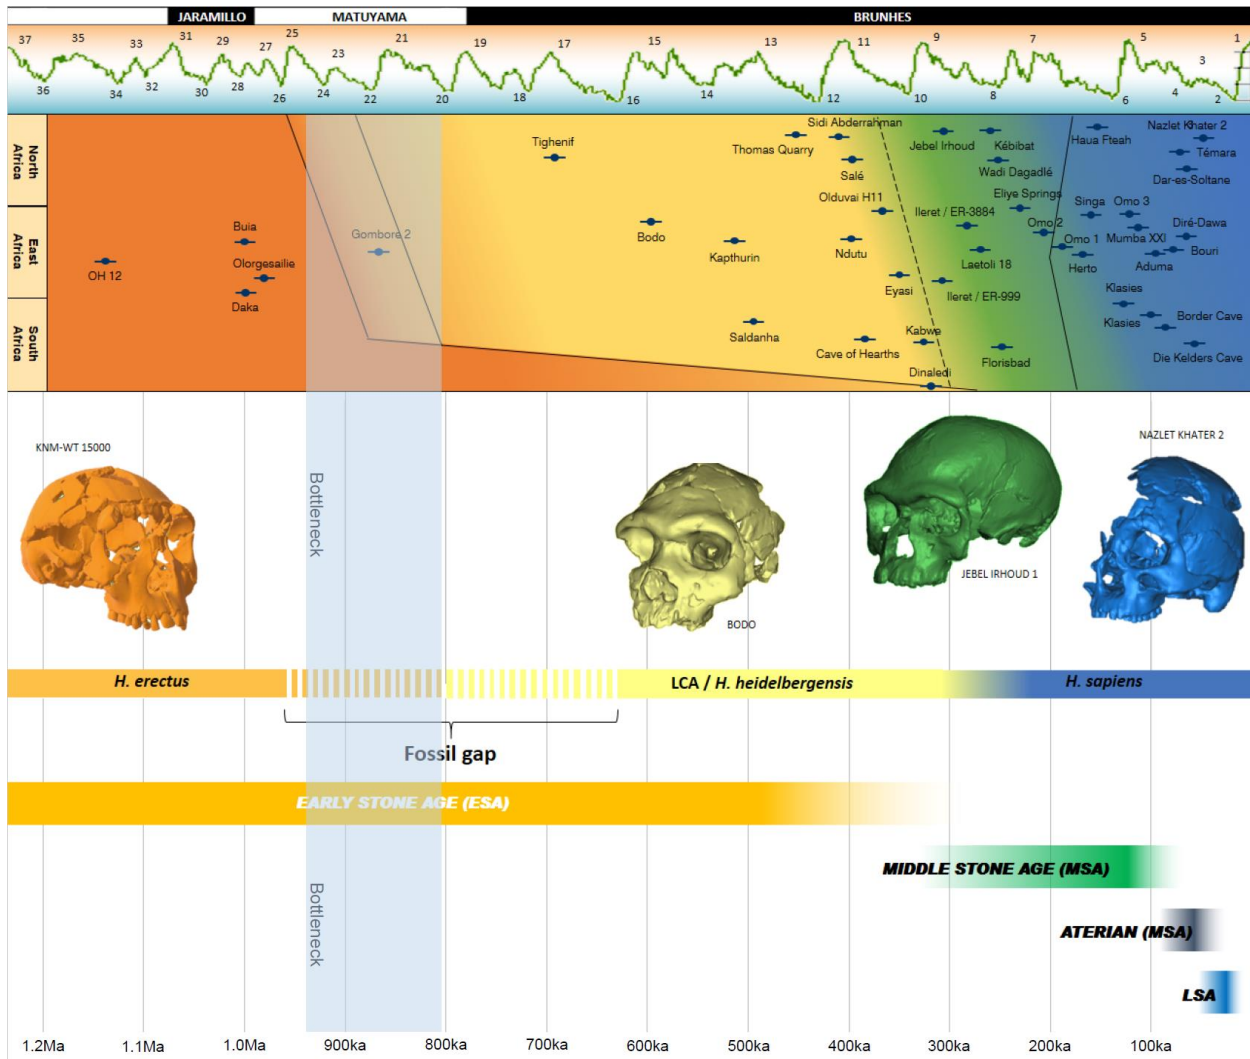 JARAMILLO MATUYAMA BRUNHES
37 35 33 31 29 27 25 23 21 19 17 15 13 11 9 7 5 3 1
36 34 32 30 28 26 24 22 20 18 16 14 12 10 8 6 4 2
North Africa
East Africa
South Africa
Tighenif
Thomas Quarry
Sidi Abderrahman
Salé
Jebel Irhoud
Kébibat
Wadi Dagadlé
Haua Fteah
Nazlet Khater 2
Témara
Dar-es-Soltane
OH 12
Buia
Olorgesailie
Daka
Gombore 2
Bodo
Kapthurin
Olduvai H11
Ndutu
Eyasi
Ileret / ER-3884
Laetoli 18
Ileret / ER-999
Eliye Springs
Omo 2
Omo 1
Singa
Omo 3
Herto
Mumba XXI
Diré-Dawa
Aduma
Bouri
Saldanha
Cave of Hearths
Kabwe
Dinaledi
Florisbad
Klasies
Klasies
Border Cave
Die Kelders Cave
KNM-WT 15000
Bottleneck
BODO
JEBEL IRHOUD 1
NAZLET KHATER 2
H. erectus
LCA / H. heidelbergensis
H. sapiens
Fossil gap
EARLY STONE AGE (ESA)
MIDDLE STONE AGE (MSA)
Bottleneck
ATERIAN (MSA)
LSA
1.2Ma 1.1Ma 1.0Ma 900ka 800ka 700ka 600ka 500ka 400ka 300ka 200ka 100ka